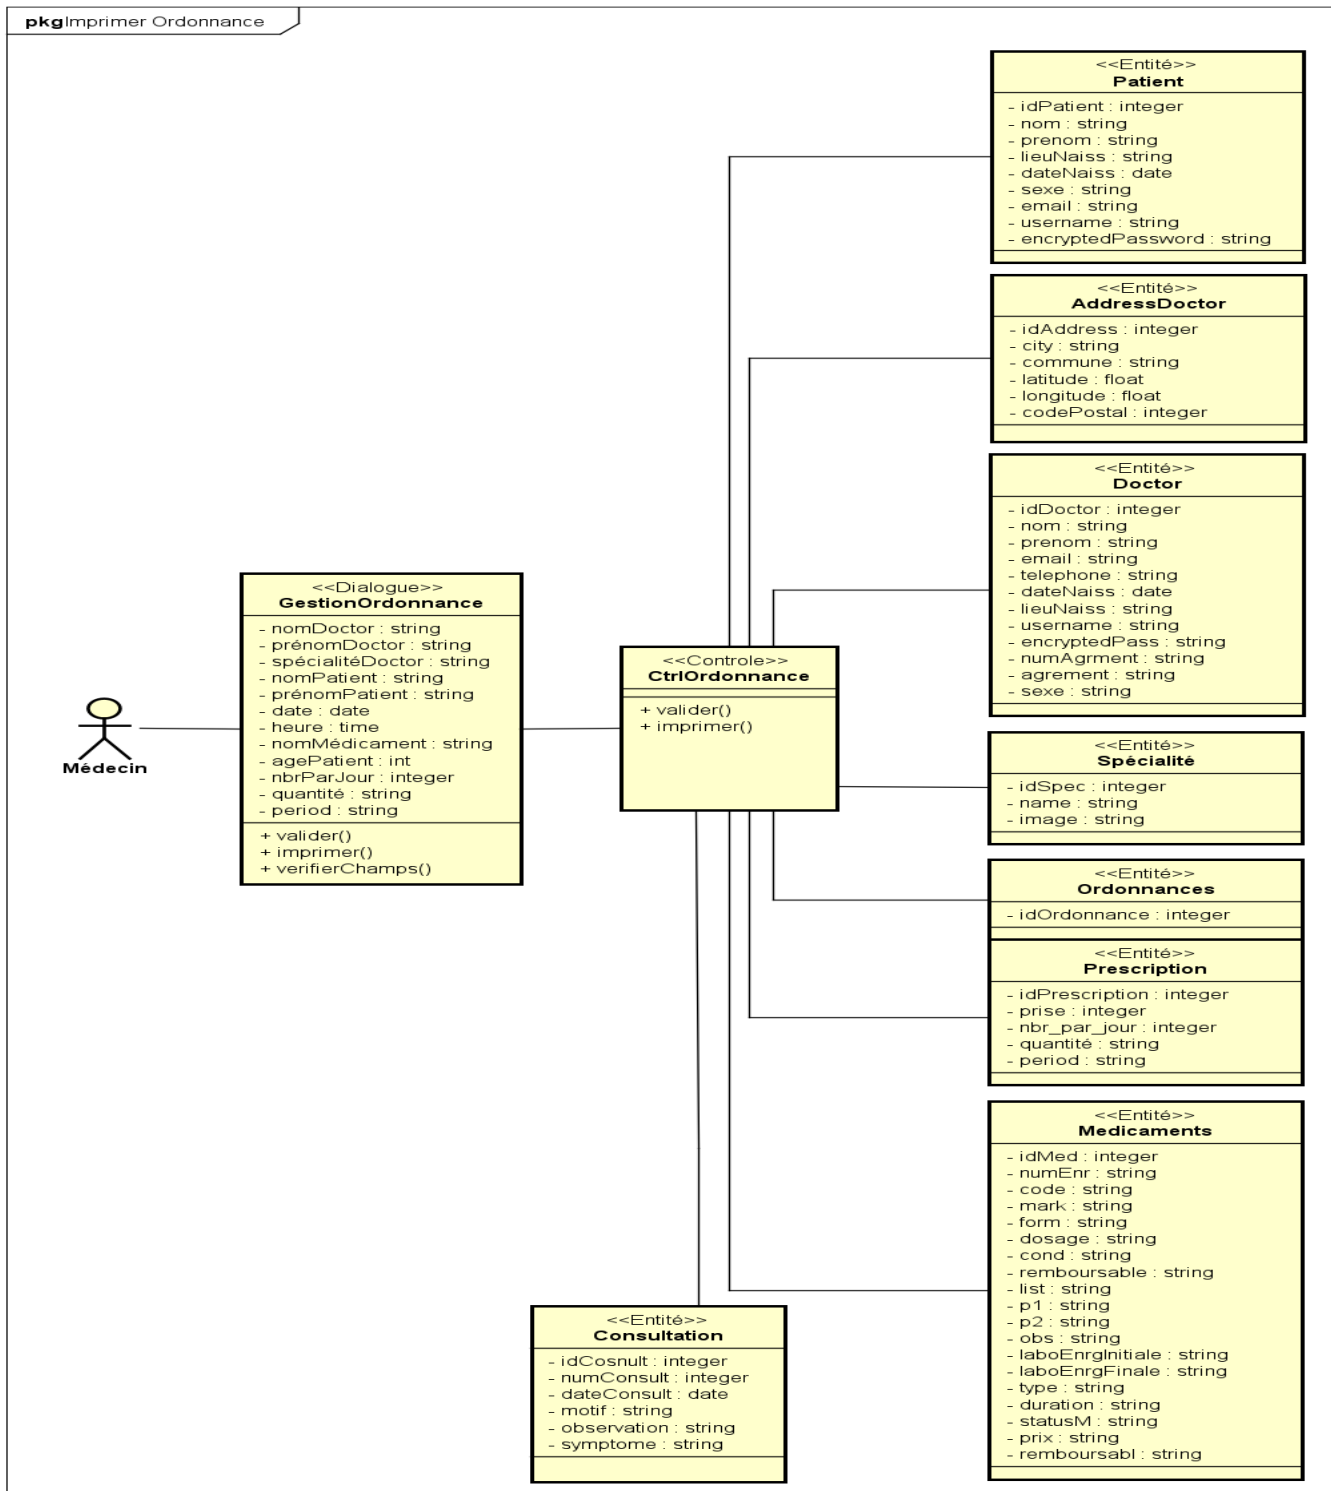 pkg Imprimer Ordonnance
<<Entité>>
Patient
- idPatient : integer
- nom : string
- prenom : string
- lieuNaiss : string
- dateNaiss : date
- sexe : string
- email : string
- username : string
- encryptedPassword : string
<<Entité>>
AddressDoctor
- idAddress : integer
- city : string
- commune : string
- latitude : float
- longitude : float
- codePostal : integer
<<Entité>>
Doctor
- idDoctor : integer
- nom : string
- prenom : string
- email : string
- telephone : string
- dateNaiss : date
- lieuNaiss : string
- username : string
- encryptedPass : string
- numAgrment : string
- agrement : string
- sexe : string
<<Dialogue>>
GestionOrdonnance
- nomDoctor : string
- prénomDoctor : string
- spécialitéDoctor : string
- nomPatient : string
- prénomPatient : string
- date : date
- heure : time
- nomMédicament : string
- agePatient : int
- nbrParJour : integer
- quantité : string
- period : string
+ valider()
+ imprimer()
+ verifierChamps()
Médecin
<<Controle>>
CtrlOrdonnance
+ valider()
+ imprimer()
<<Entité>>
Spécialité
- idSpec : integer
- name : string
- image : string
<<Entité>>
Ordonnances
- idOrdonnance : integer
<<Entité>>
Prescription
- idPrescription : integer
- prise : integer
- nbr_par_jour : integer
- quantité : string
- period : string
<<Entité>>
Medicaments
- idMed : integer
- numEnr : string
- code : string
- mark : string
- form : string
- dosage : string
- cond : string
- remboursable : string
- list : string
- p1 : string
- p2 : string
- obs : string
- laboEnrgInitiale : string
- laboEnrgFinale : string
- type : string
- duration : string
- statusM : string
- prix : string
- remboursabl : string
<<Entité>>
Consultation
- idCosnult : integer
- numConsult : integer
- dateConsult : date
- motif : string
- observation : string
- symptome : string